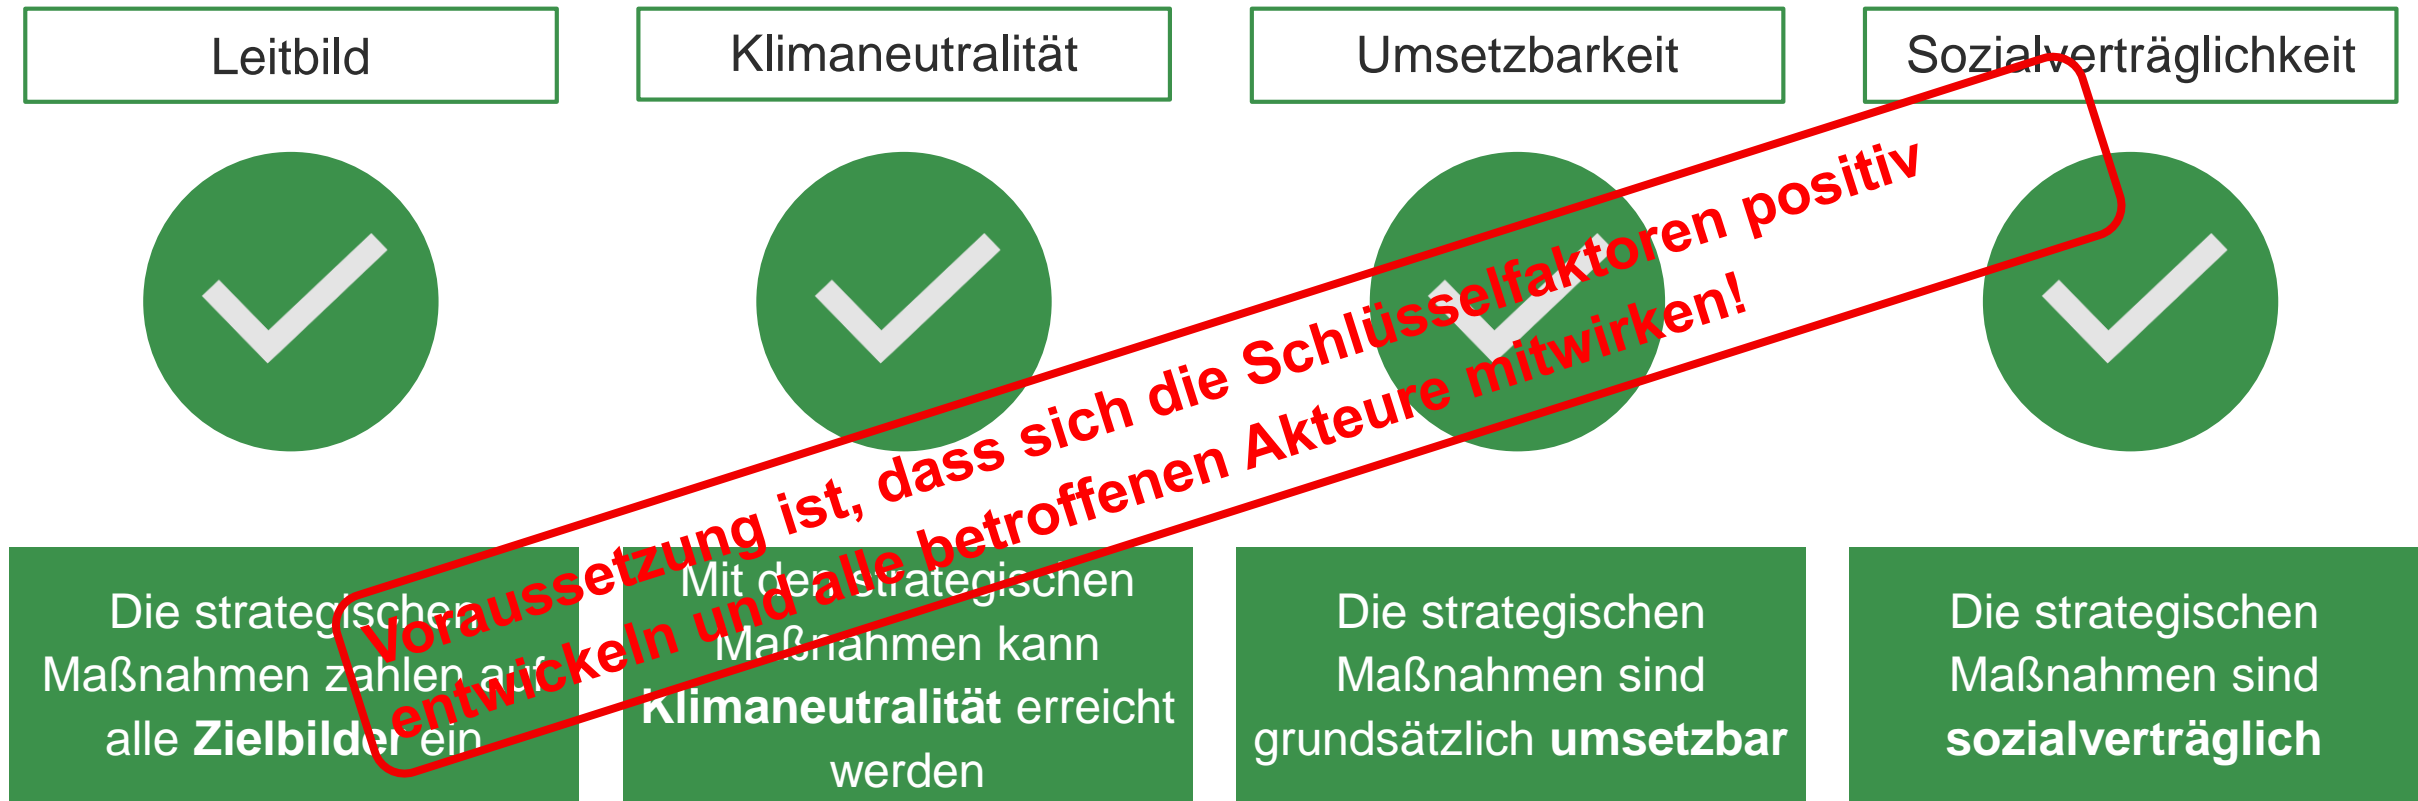 Leitbild
Klimaneutralität
Umsetzbarkeit
Sozialverträglichkeit
Voraussetzung ist, dass sich die Schlüsselfaktoren positiv
entwickeln und alle betroffenen Akteure mitwirken!
Die strategischen
Maßnahmen zahlen auf
alle Zielbilder ein
Mit den strategischen
Maßnahmen kann
Klimaneutralität erreicht
werden
Die strategischen
Maßnahmen sind
grundsätzlich umsetzbar
Die strategischen
Maßnahmen sind
sozialverträglich